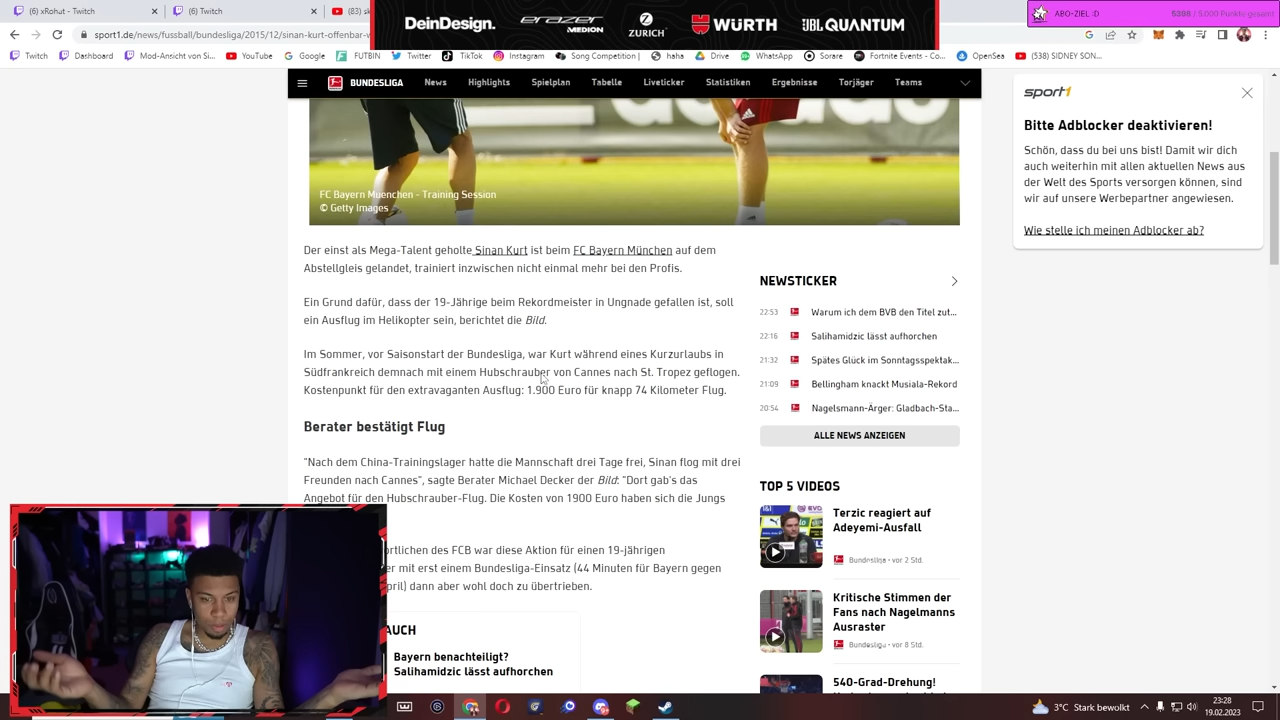 DeinDesign. erazer MEDION ZURICH WÜRTH JBL QUANTUM
ABO-ZIEL :D
(1) xRohat - Twitch
sport1.de/news/fussball/bundesliga/2015/12/sinan-kurt-offenbar-w
Twitch Dashboard Mod-Ansicht von Su YouTube Google FUTBIN Twitter TikTok Instagram Song Competition | haha Drive WhatsApp Sorare Fortnite Events - Co... OpenSea (538) SIDNEY SON...
BUNDESLIGA News Highlights Spielplan Tabelle Liveticker Statistiken Ergebnisse Torjäger Teams
FC Bayern Muenchen - Training Session
© Getty Images
Der einst als Mega-Talent geholte Sinan Kurt ist beim FC Bayern München auf dem
Abstellgleis gelandet, trainiert inzwischen nicht einmal mehr bei den Profis.
Ein Grund dafür, dass der 19-Jährige beim Rekordmeister in Ungnade gefallen ist, soll
ein Ausflug im Helikopter sein, berichtet die Bild.
Im Sommer, vor Saisonstart der Bundesliga, war Kurt während eines Kurzurlaubs in
Südfrankreich demnach mit einem Hubschrauber von Cannes nach St. Tropez geflogen.
Kostenpunkt für den extravaganten Ausflug: 1.900 Euro für knapp 74 Kilometer Flug.
Berater bestätigt Flug
"Nach dem China-Trainingslager hatte die Mannschaft drei Tage frei, Sinan flog mit drei
Freunden nach Cannes", sagte Berater Michael Decker der Bild: "Dort gab's das
Angebot für den Hubschrauber-Flug. Die Kosten von 1900 Euro haben sich die Jungs
ortlichen des FCB war diese Aktion für einen 19-jährigen
er mit erst einem Bundesliga-Einsatz (44 Minuten für Bayern gegen
pril) dann aber wohl doch zu übertrieben.
AUCH
Bayern benachteiligt?
Salihamidzic lässt aufhorchen
NEWSTICKER
22:53 Warum ich dem BVB den Titel zut...
22:16 Salihamidzic lässt aufhorchen
21:32 Spätes Glück im Sonntagsspektak...
21:09 Bellingham knackt Musiala-Rekord
20:54 Nagelsmann-Ärger: Gladbach-Sta...
ALLE NEWS ANZEIGEN
TOP 5 VIDEOS
Terzic reagiert auf
Adeyemi-Ausfall
Bundesliga • vor 2 Std.
Kritische Stimmen der
Fans nach Nagelmanns
Ausraster
Bundesliga • vor 8 Std.
540-Grad-Drehung!
sport1
Bitte Adblocker deaktivieren!
Schön, dass du bei uns bist! Damit wir dich
auch weiterhin mit allen aktuellen News aus
der Welt des Sports versorgen können, sind
wir auf unsere Werbepartner angewiesen.
Wie stelle ich meinen Adblocker ab?
5°C Stark bewölkt
23:28
19.02.2023